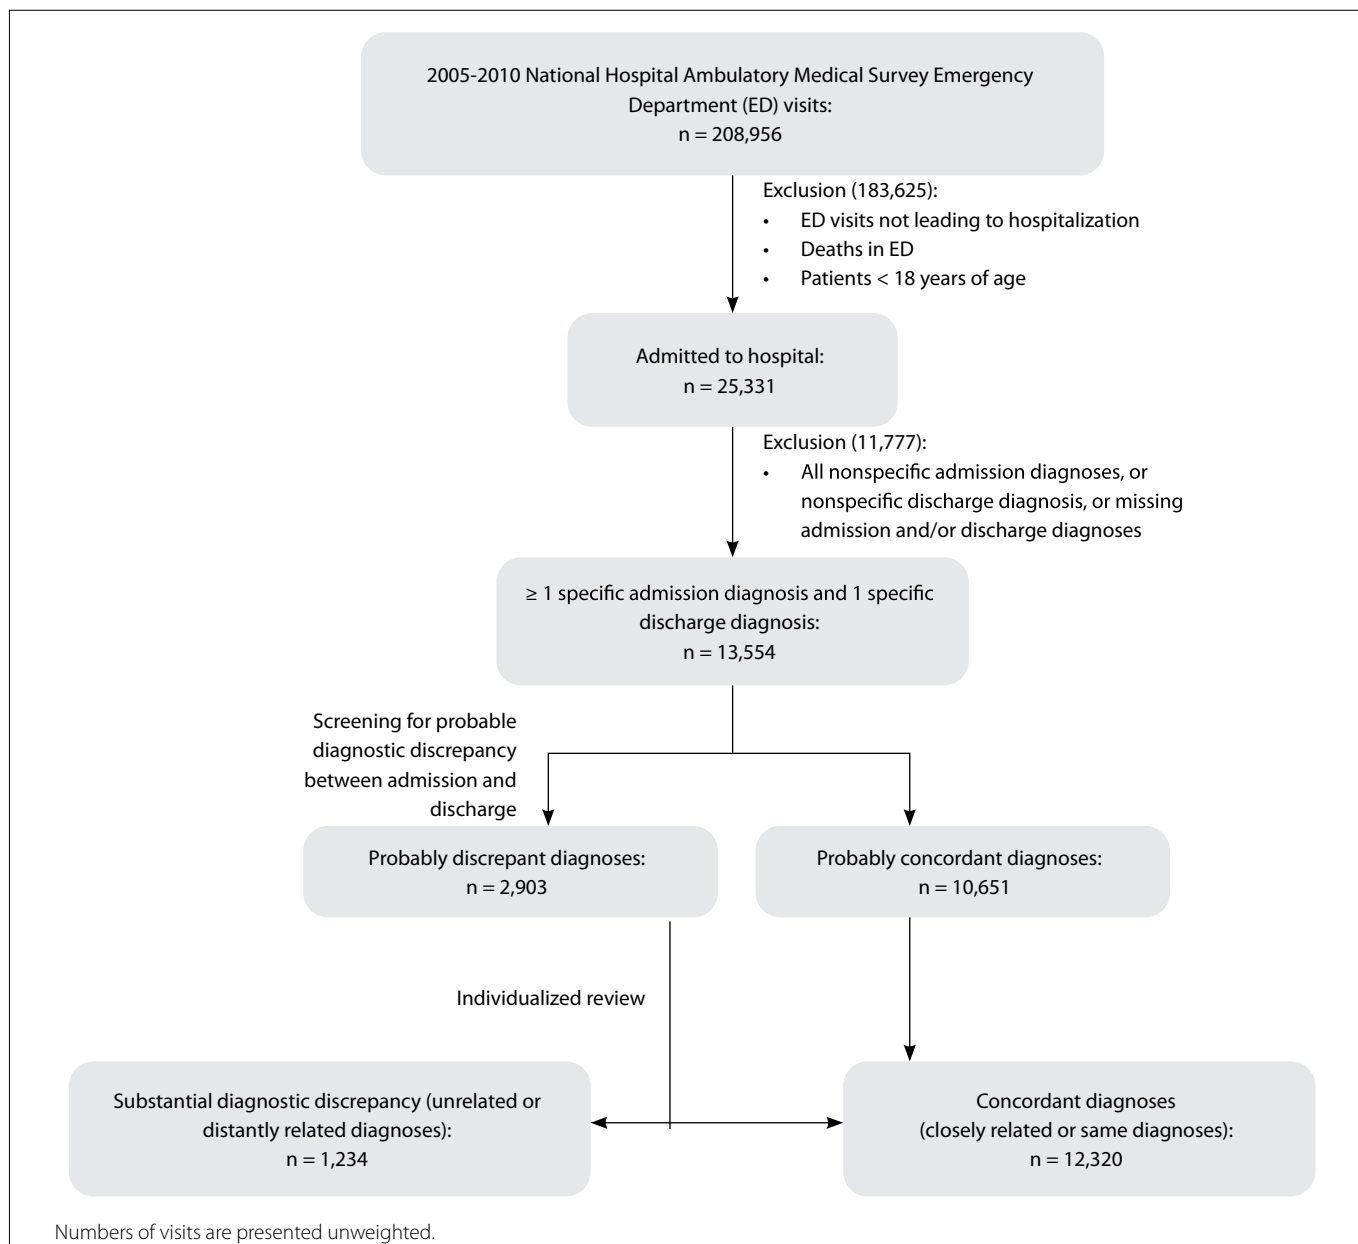 2005-2010 National Hospital Ambulatory Medical Survey Emergency
Department (ED) visits:
n = 208,956
Exclusion (183,625):
• ED visits not leading to hospitalization
• Deaths in ED
• Patients < 18 years of age
Admitted to hospital:
n = 25,331
Exclusion (11,777):
• All nonspecific admission diagnoses, or
nonspecific discharge diagnosis, or missing
admission and/or discharge diagnoses
≥ 1 specific admission diagnosis and 1 specific
discharge diagnosis:
n = 13,554
Screening for probable
diagnostic discrepancy
between admission and
discharge
Probably discrepant diagnoses:
n = 2,903
Probably concordant diagnoses:
n = 10,651
Individualized review
Substantial diagnostic discrepancy (unrelated or
distantly related diagnoses):
n = 1,234
Concordant diagnoses
(closely related or same diagnoses):
n = 12,320
Numbers of visits are presented unweighted.